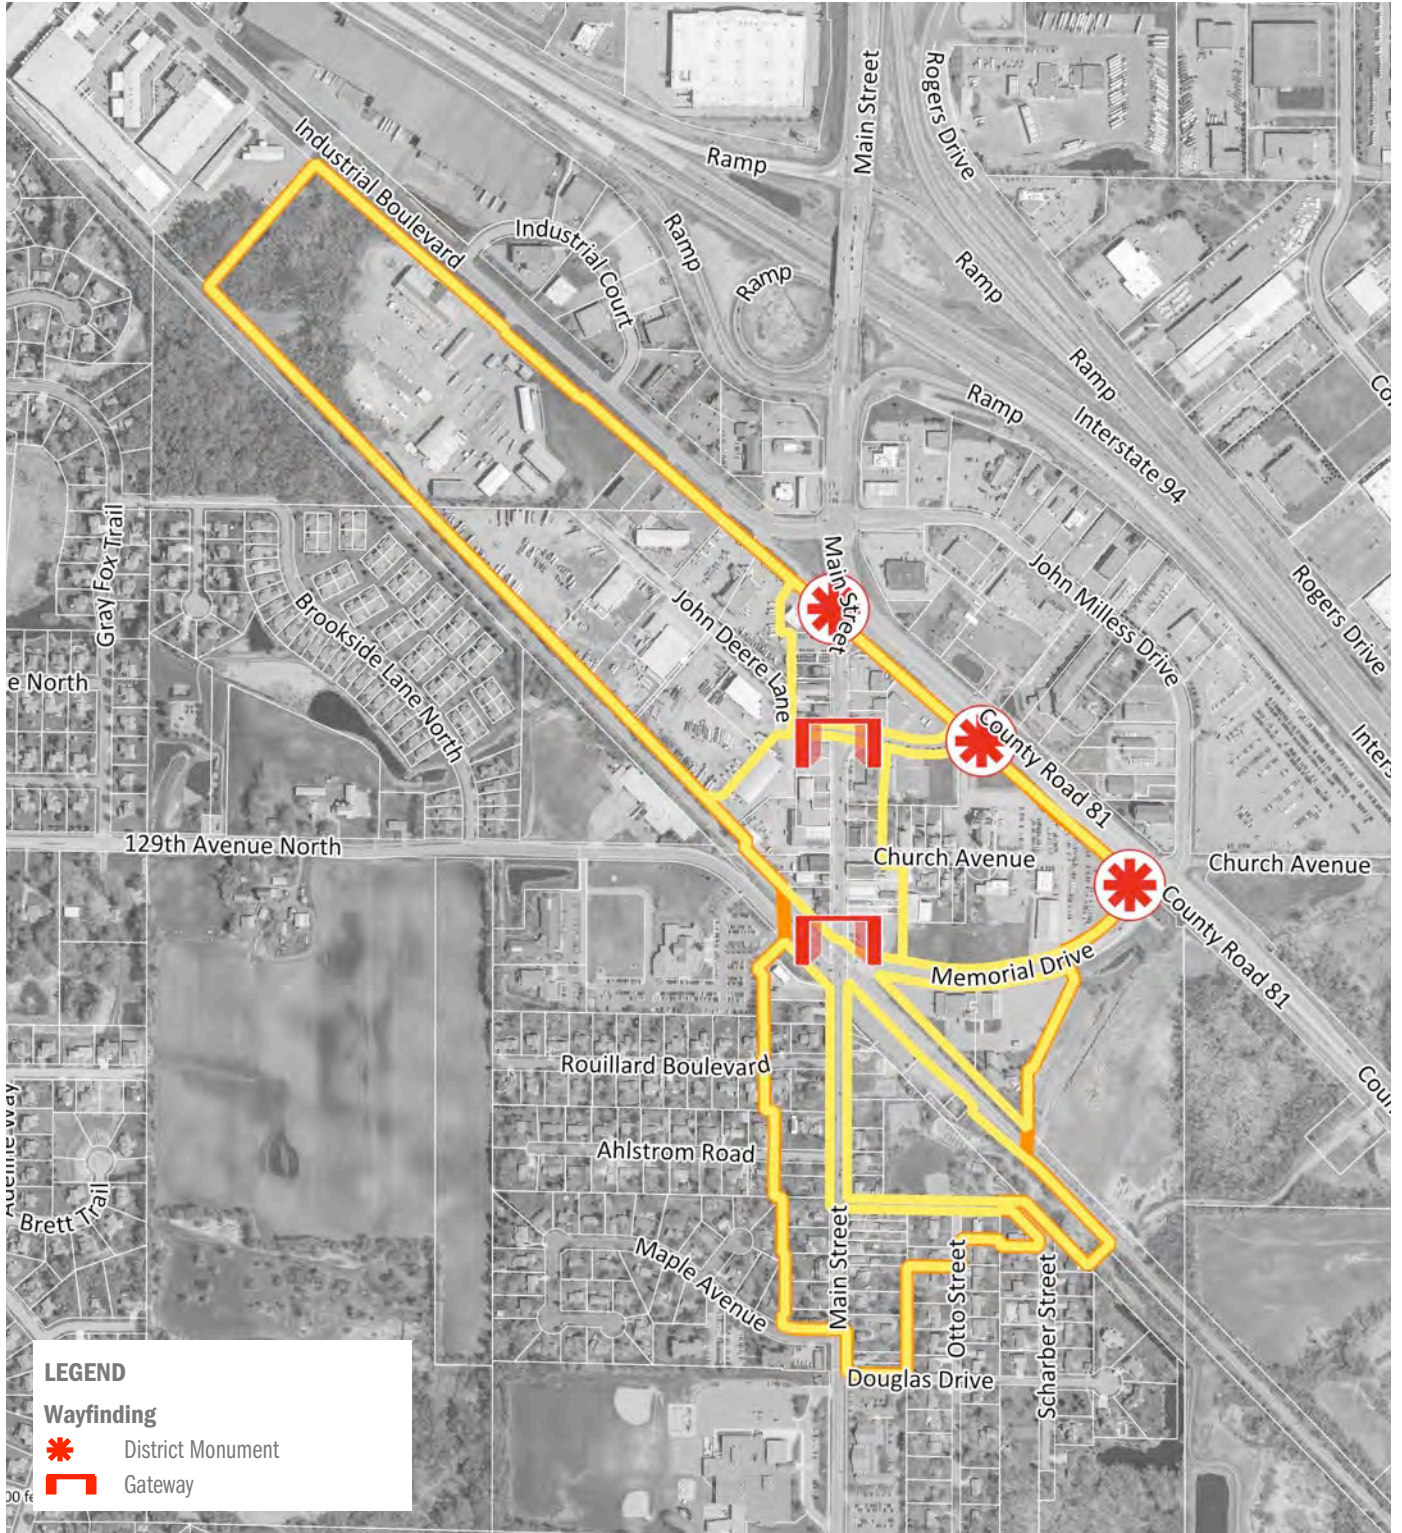 Main Street
Rogers Drive
Ramp
Industrial Boulevard
Industrial Court
Ramp
Ramp
Ramp
Ramp
Ramp
Interstate 94
Gray Fox Trail
Brookside Lane North
John Deere Lane
Main Street
John Milless Drive
Rogers Drive
e North
County Road 81
129th Avenue North
Church Avenue
Church Avenue
County Road 81
Memorial Drive
Rouillard Boulevard
Ahlstrom Road
Brett Trail
Maple Avenue
Main Street
Otto Street
Scharber Street
Douglas Drive
LEGEND
Wayfinding
District Monument
Gateway